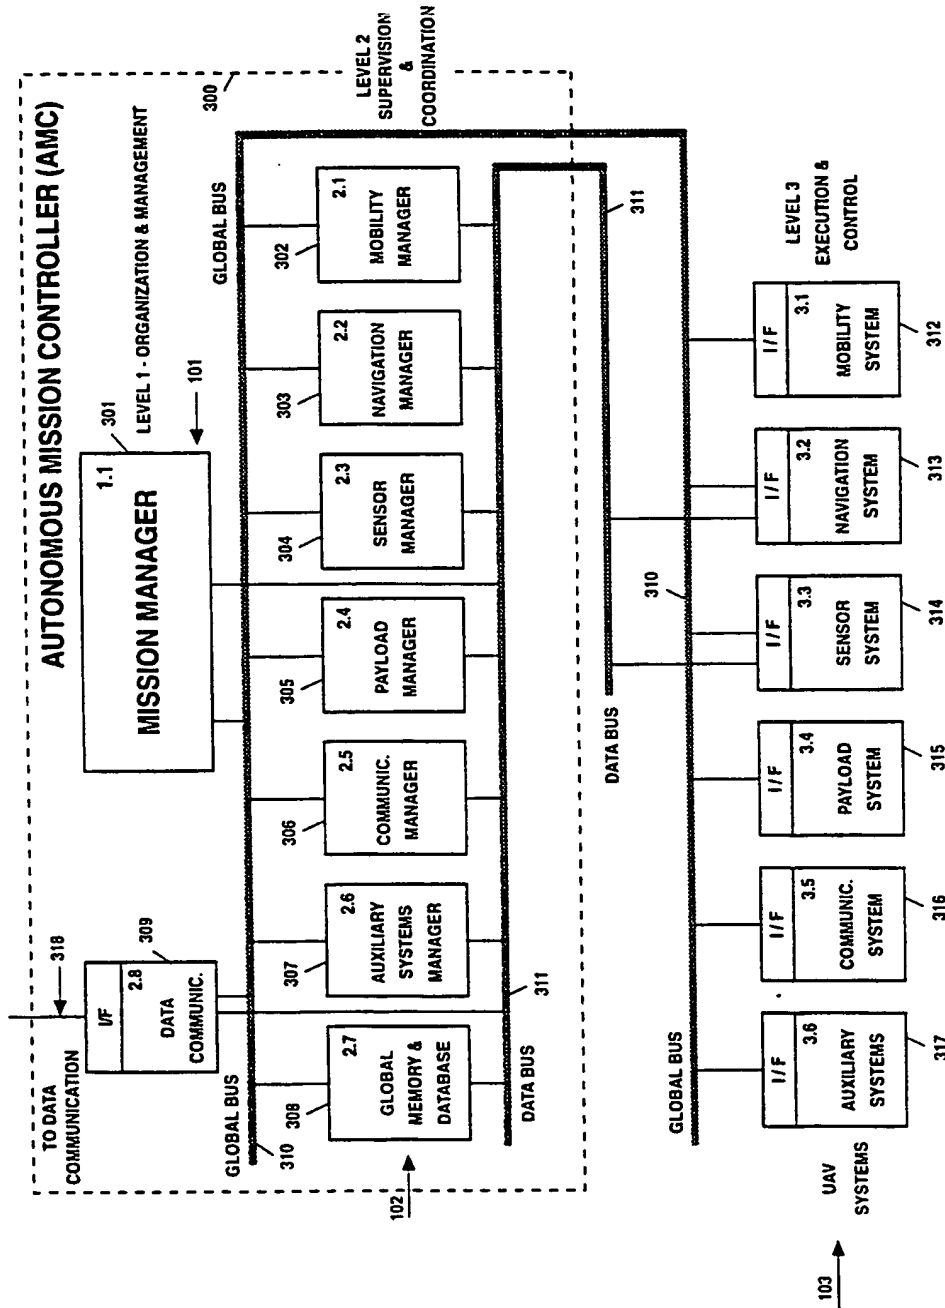 AUTONOMOUS MISSION CONTROLLER (AMC)
300
TO DATA
COMMUNICATION
318
I/F
2.8
DATA
COMMUNIC.
309
1.1
MISSION MANAGER
301
LEVEL 1 - ORGANIZATION & MANAGEMENT
101
GLOBAL BUS
310
GLOBAL BUS
LEVEL 2
SUPERVISION
&
COORDINATION
102
308
2.7
GLOBAL
MEMORY &
DATABASE
307
2.6
AUXILIARY
SYSTEMS
MANAGER
306
2.5
COMMUNIC.
MANAGER
305
2.4
PAYLOAD
MANAGER
304
2.3
SENSOR
MANAGER
303
2.2
NAVIGATION
MANAGER
302
2.1
MOBILITY
MANAGER
DATA BUS
311
DATA BUS
311
GLOBAL BUS
310
LEVEL 3
EXECUTION &
CONTROL
103
UAV
SYSTEMS
I/F
3.6
AUXILIARY
SYSTEMS
317
I/F
3.5
COMMUNIC.
SYSTEM
316
I/F
3.4
PAYLOAD
SYSTEM
315
I/F
3.3
SENSOR
SYSTEM
314
I/F
3.2
NAVIGATION
SYSTEM
313
I/F
3.1
MOBILITY
SYSTEM
312